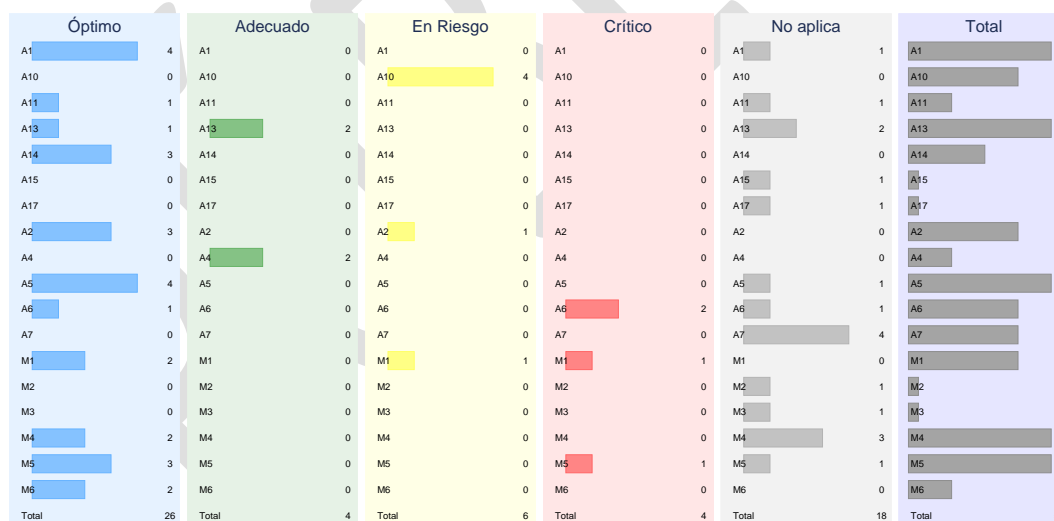 Óptimo Adecuado En Riesgo Crítico No aplica Total
A1 4 A1 0 A1 0 A1 0 A1 1 A1
A10 0 A10 0 A10 4 A10 0 A10 0 A10
A11 1 A11 0 A11 0 A11 0 A11 1 A11
A13 1 A13 2 A13 0 A13 0 A13 2 A13
A14 3 A14 0 A14 0 A14 0 A14 0 A14
A15 0 A15 0 A15 0 A15 0 A15 1 A15
A17 0 A17 0 A17 0 A17 0 A17 1 A17
A2 3 A2 0 A2 1 A2 0 A2 0 A2
A4 0 A4 2 A4 0 A4 0 A4 0 A4
A5 4 A5 0 A5 0 A5 0 A5 1 A5
A6 1 A6 0 A6 0 A6 2 A6 1 A6
A7 0 A7 0 A7 0 A7 0 A7 4 A7
M1 2 M1 0 M1 1 M1 1 M1 0 M1
M2 0 M2 0 M2 0 M2 0 M2 1 M2
M3 0 M3 0 M3 0 M3 0 M3 1 M3
M4 2 M4 0 M4 0 M4 0 M4 3 M4
M5 3 M5 0 M5 0 M5 1 M5 1 M5
M6 2 M6 0 M6 0 M6 0 M6 0 M6
Total 26 Total 4 Total 6 Total 4 Total 18 Total